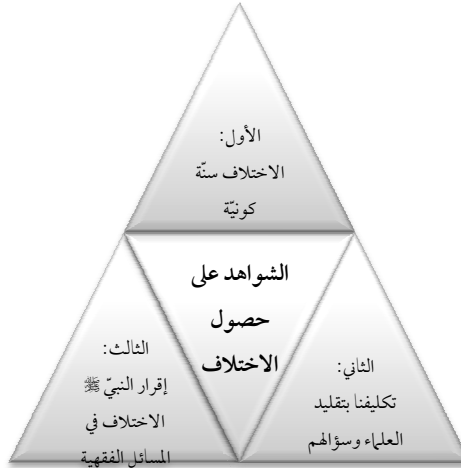 الأول:
الاختلاف سنّة
كونيّة
الشواهد على
حصول
الاختلاف
الثاني:
تكليفنا بتقليد
العلماء وسؤالهم
الثالث:
إقرار النبيّ ﷺ
الاختلاف في
المسائل الفقهية